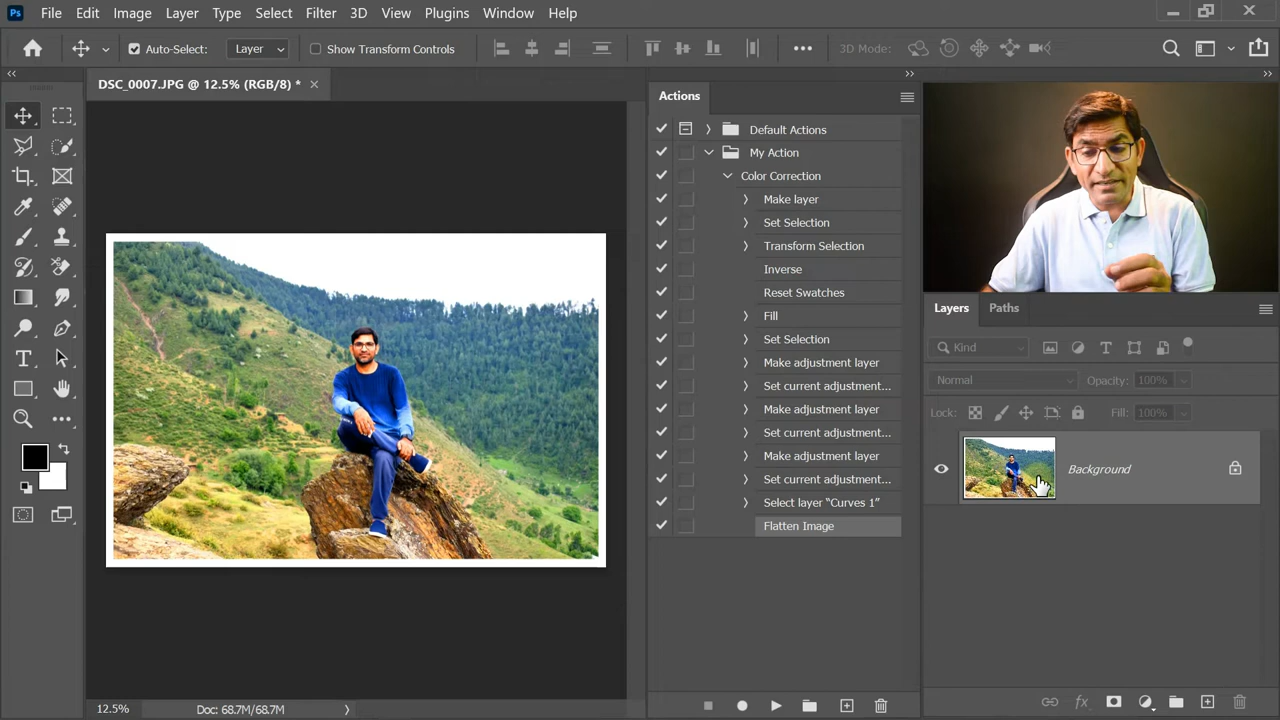 Ps File Edit Image Layer Type Select Filter 3D View Plugins Window Help
Auto-Select: Layer Show Transform Controls 3D Mode:
DSC_0007.JPG @ 12.5% (RGB/8) *
Actions
Default Actions
My Action
Color Correction
Make layer
Set Selection
Transform Selection
Inverse
Reset Swatches
Fill
Set Selection
Make adjustment layer
Set current adjustment...
Make adjustment layer
Set current adjustment...
Make adjustment layer
Set current adjustment...
Select layer “Curves 1”
Flatten Image
Layers Paths
Kind
Normal Opacity: 100%
Lock: Fill: 100%
Background
fx
12.5% Doc: 68.7M/68.7M